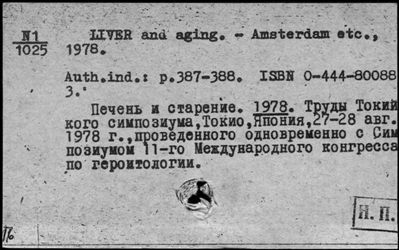 N1
1025
LIVER and aging. - Amsterdam etc.,
1978.
Auth.ind.: p.387-388. ISBN 0-444-80088
3.
Печень и старение. 1978. Труды Токий
кого симпозиума,Токио,Япония,27-28 авг.
1978 г.,проведенного одновременно с Сим
позиумом 11-го Международного конгресса
по героитологии.
П. П.